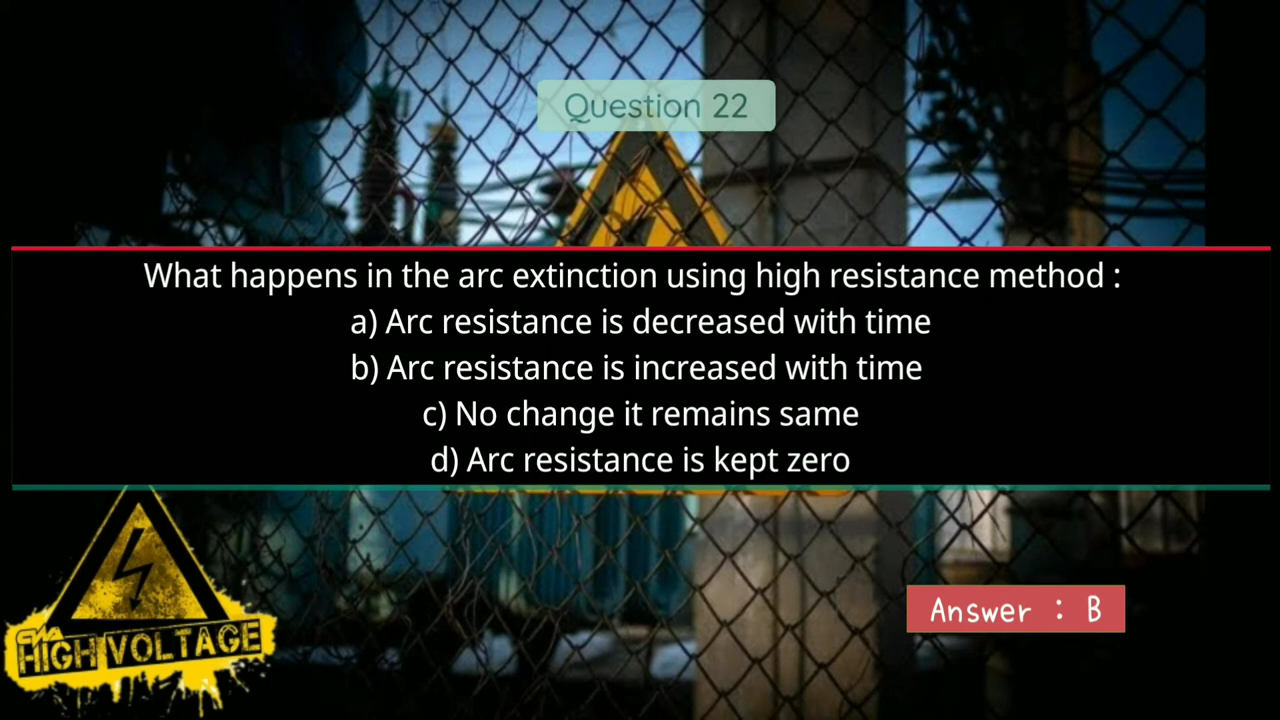 Question 22
What happens in the arc extinction using high resistance method :
a) Arc resistance is decreased with time
b) Arc resistance is increased with time
c) No change it remains same
d) Arc resistance is kept zero
HIGH VOLTAGE
Answer : B